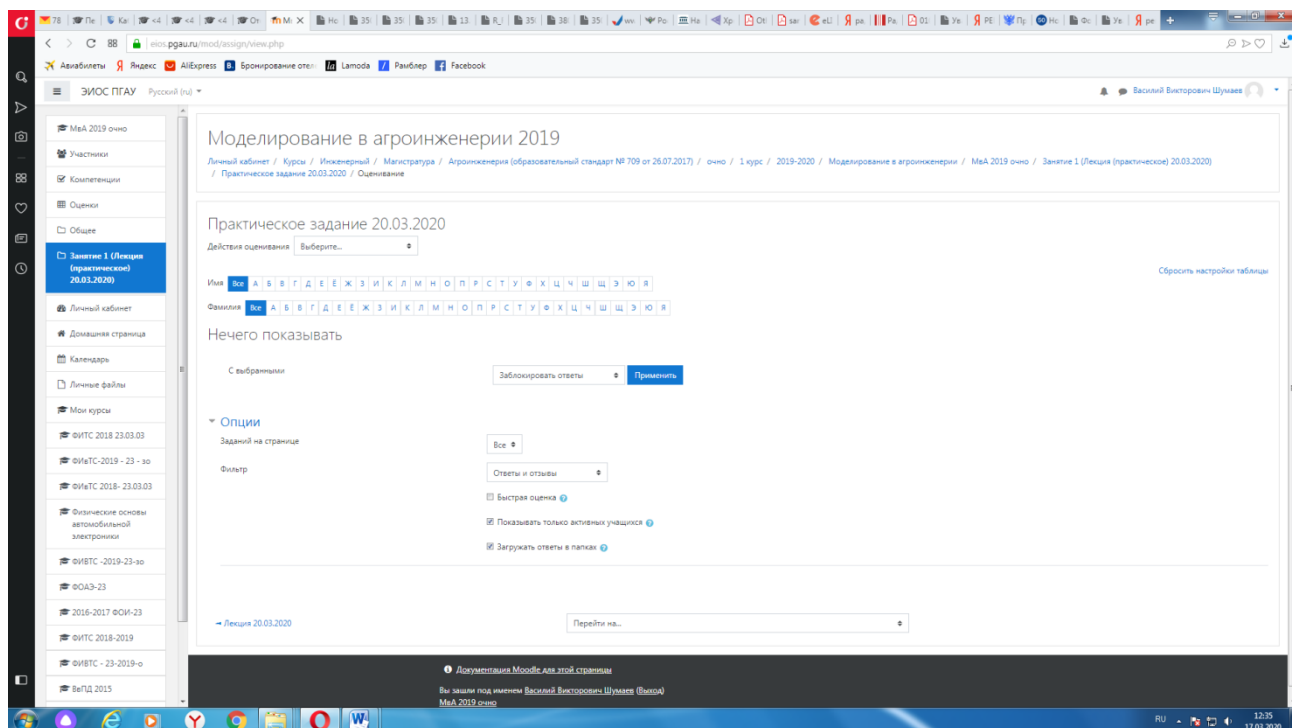 eios.pgau.ru/mod/assign/view.php
Авиабилеты Яндекс AliExpress Бронирование отел Lamoda Рамблер Facebook
ЭИОС ПГАУ Русский (ru)
Василий Викторович Шумаев
МвА 2019 очно
Участники
Компетенции
Оценки
Общее
Занятие 1 (Лекция
(практическое)
20.03.2020)
Личный кабинет
Домашняя страница
Календарь
Личные файлы
Мои курсы
ФИТС 2018 23.03.03
ФИвТС-2019 - 23 - зо
ФИвТС 2018- 23.03.03
Физические основы
автомобильной
электроники
ФИВТС -2019-23-зо
ФОАЭ-23
2016-2017 ФОИ-23
ФИТС 2018-2019
ФИВТС - 23-2019-о
ВвПД 2015
Моделирование в агроинженерии 2019
Личный кабинет / Курсы / Инженерный / Магистратура / Агроинженерия (образовательный стандарт № 709 от 26.07.2017) / очно / 1 курс / 2019-2020 / Моделирование в агроинженерии / МвА 2019 очно / Занятие 1 (Лекция (практическое) 20.03.2020)
/ Практическое задание 20.03.2020 / Оценивание
Практическое задание 20.03.2020
Действия оценивания Выберите...
Сбросить настройки таблицы
Имя Все А Б В Г Д Е Ё Ж З И К Л М Н О П Р С Т У Ф Х Ц Ч Ш Щ Э Ю Я
Фамилия Все А Б В Г Д Е Ё Ж З И К Л М Н О П Р С Т У Ф Х Ц Ч Ш Щ Э Ю Я
Нечего показывать
С выбранными Заблокировать ответы Применить
Опции
Заданий на странице Все
Фильтр Ответы и отзывы
Быстрая оценка
Показывать только активных учащихся
Загружать ответы в папках
Лекция 20.03.2020 Перейти на...
Документация Moodle для этой страницы
Вы зашли под именем Василий Викторович Шумаев (Выход)
МвА 2019 очно
RU 12:35
17.03.2020